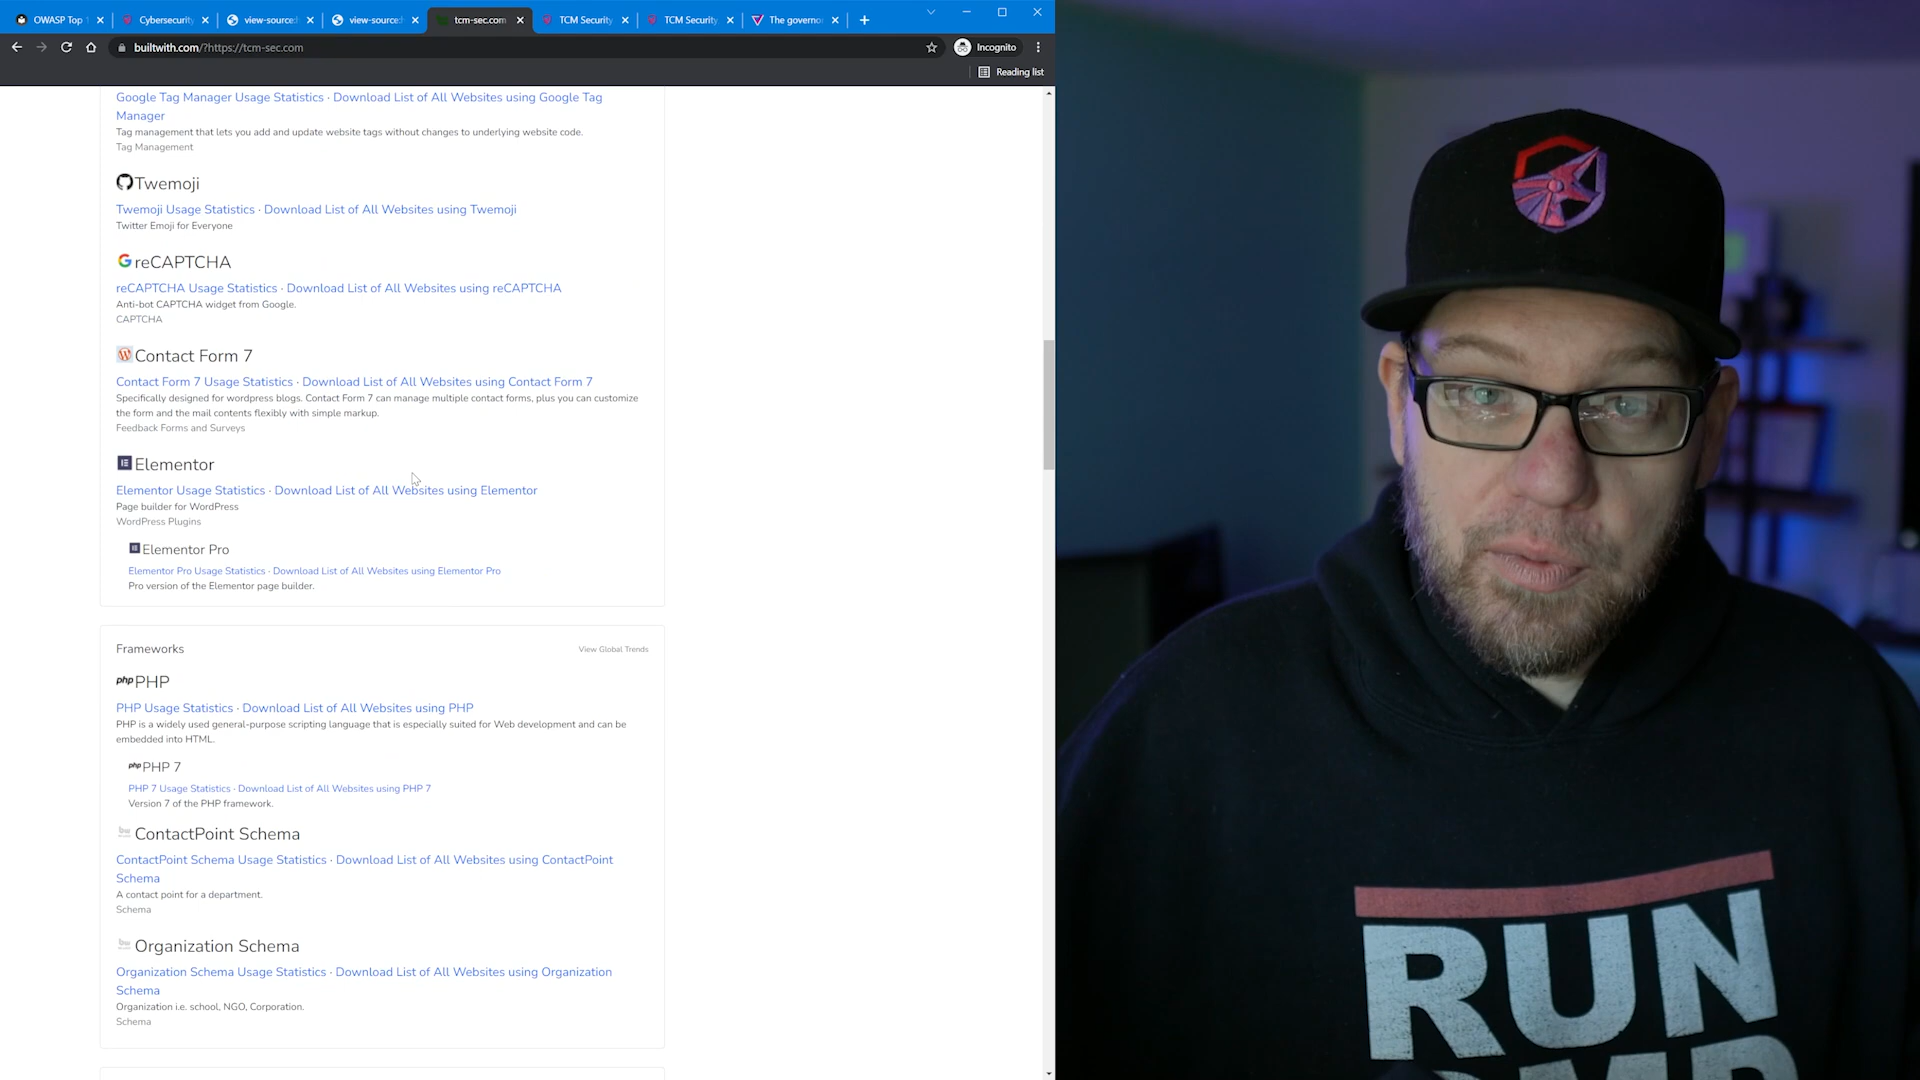 OWASP Top 1
Cybersecurity
view-source:
view-source:
tcm-sec.com
TCM Security
TCM Security
The governor
builtwith.com/?https://tcm-sec.com
Incognito
Reading list
Google Tag Manager Usage Statistics · Download List of All Websites using Google Tag
Manager
Tag management that lets you add and update website tags without changes to underlying website code.
Tag Management
Twemoji
Twemoji Usage Statistics · Download List of All Websites using Twemoji
Twitter Emoji for Everyone
reCAPTCHA
reCAPTCHA Usage Statistics · Download List of All Websites using reCAPTCHA
Anti-bot CAPTCHA widget from Google.
CAPTCHA
Contact Form 7
Contact Form 7 Usage Statistics · Download List of All Websites using Contact Form 7
Specifically designed for wordpress blogs. Contact Form 7 can manage multiple contact forms, plus you can customize
the form and the mail contents flexibly with simple markup.
Feedback Forms and Surveys
Elementor
Elementor Usage Statistics · Download List of All Websites using Elementor
Page builder for WordPress
WordPress Plugins
Elementor Pro
Elementor Pro Usage Statistics · Download List of All Websites using Elementor Pro
Pro version of the Elementor page builder.
Frameworks
View Global Trends
php PHP
PHP Usage Statistics · Download List of All Websites using PHP
PHP is a widely used general-purpose scripting language that is especially suited for Web development and can be
embedded into HTML.
php PHP 7
PHP 7 Usage Statistics · Download List of All Websites using PHP 7
Version 7 of the PHP framework.
bw ContactPoint Schema
ContactPoint Schema Usage Statistics · Download List of All Websites using ContactPoint
Schema
A contact point for a department.
Schema
bw Organization Schema
Organization Schema Usage Statistics · Download List of All Websites using Organization
Schema
Organization i.e. school, NGO, Corporation.
Schema
RUN